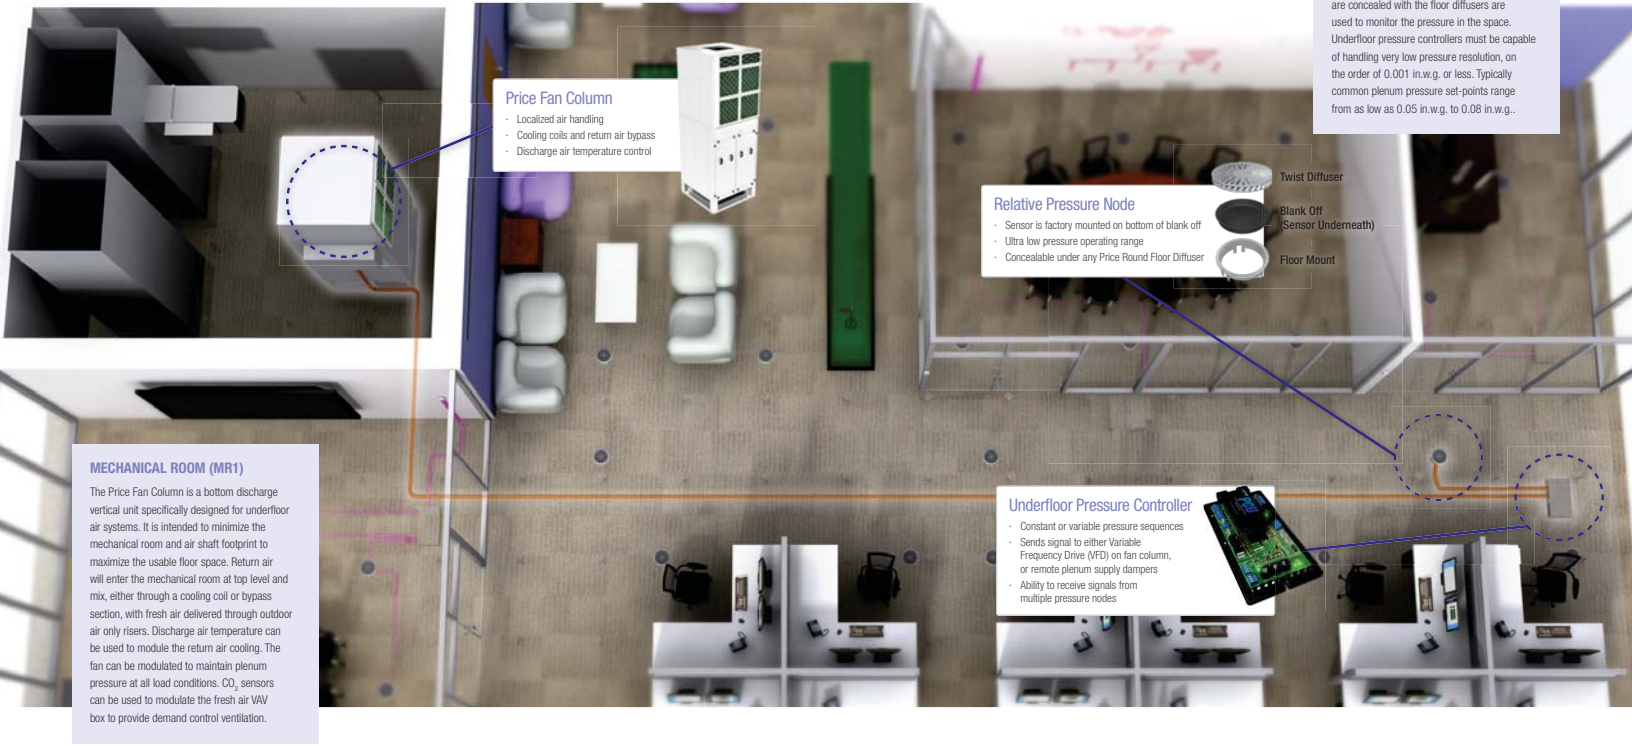 are concealed with the floor diffusers are
used to monitor the pressure in the space.
Underfloor pressure controllers must be capable
of handling very low pressure resolution, on
the order of 0.001 in.w.g. or less. Typically
common plenum pressure set-points range
from as low as 0.05 in.w.g. to 0.08 in.w.g..
Price Fan Column
· Localized air handling
· Cooling coils and return air bypass
· Discharge air temperature control
Relative Pressure Node
· Sensor is factory mounted on bottom of blank off
· Ultra low pressure operating range
· Concealable under any Price Round Floor Diffuser
Twist Diffuser
Blank Off
(Sensor Underneath)
Floor Mount
MECHANICAL ROOM (MR1)
The Price Fan Column is a bottom discharge
vertical unit specifically designed for underfloor
air systems. It is intended to minimize the
mechanical room and air shaft footprint to
maximize the usable floor space. Return air
will enter the mechanical room at top level and
mix, either through a cooling coil or bypass
section, with fresh air delivered through outdoor
air only risers. Discharge air temperature can
be used to module the return air cooling. The
fan can be modulated to maintain plenum
pressure at all load conditions. CO₂ sensors
can be used to modulate the fresh air VAV
box to provide demand control ventilation.
Underfloor Pressure Controller
· Constant or variable pressure sequences
· Sends signal to either Variable
Frequency Drive (VFD) on fan column,
or remote plenum supply dampers
· Ability to receive signals from
multiple pressure nodes